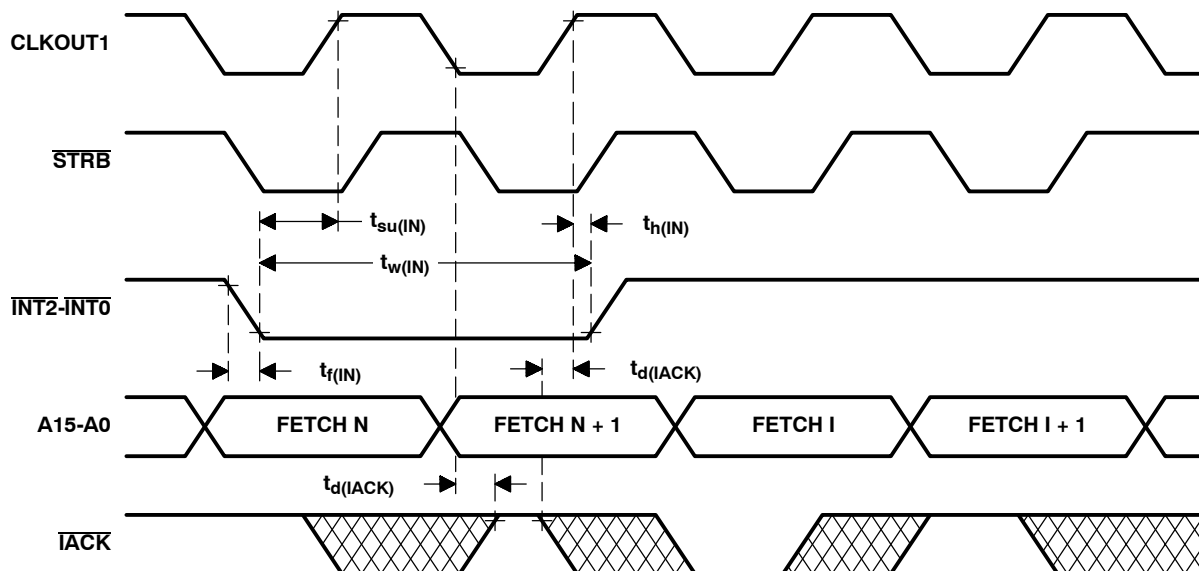 CLKOUT1
STRB
tsu(IN)
th(IN)
tw(IN)
INT2-INT0
tf(IN)
td(IACK)
A15-A0
FETCH N
FETCH N + 1
FETCH I
FETCH I + 1
td(IACK)
IACK